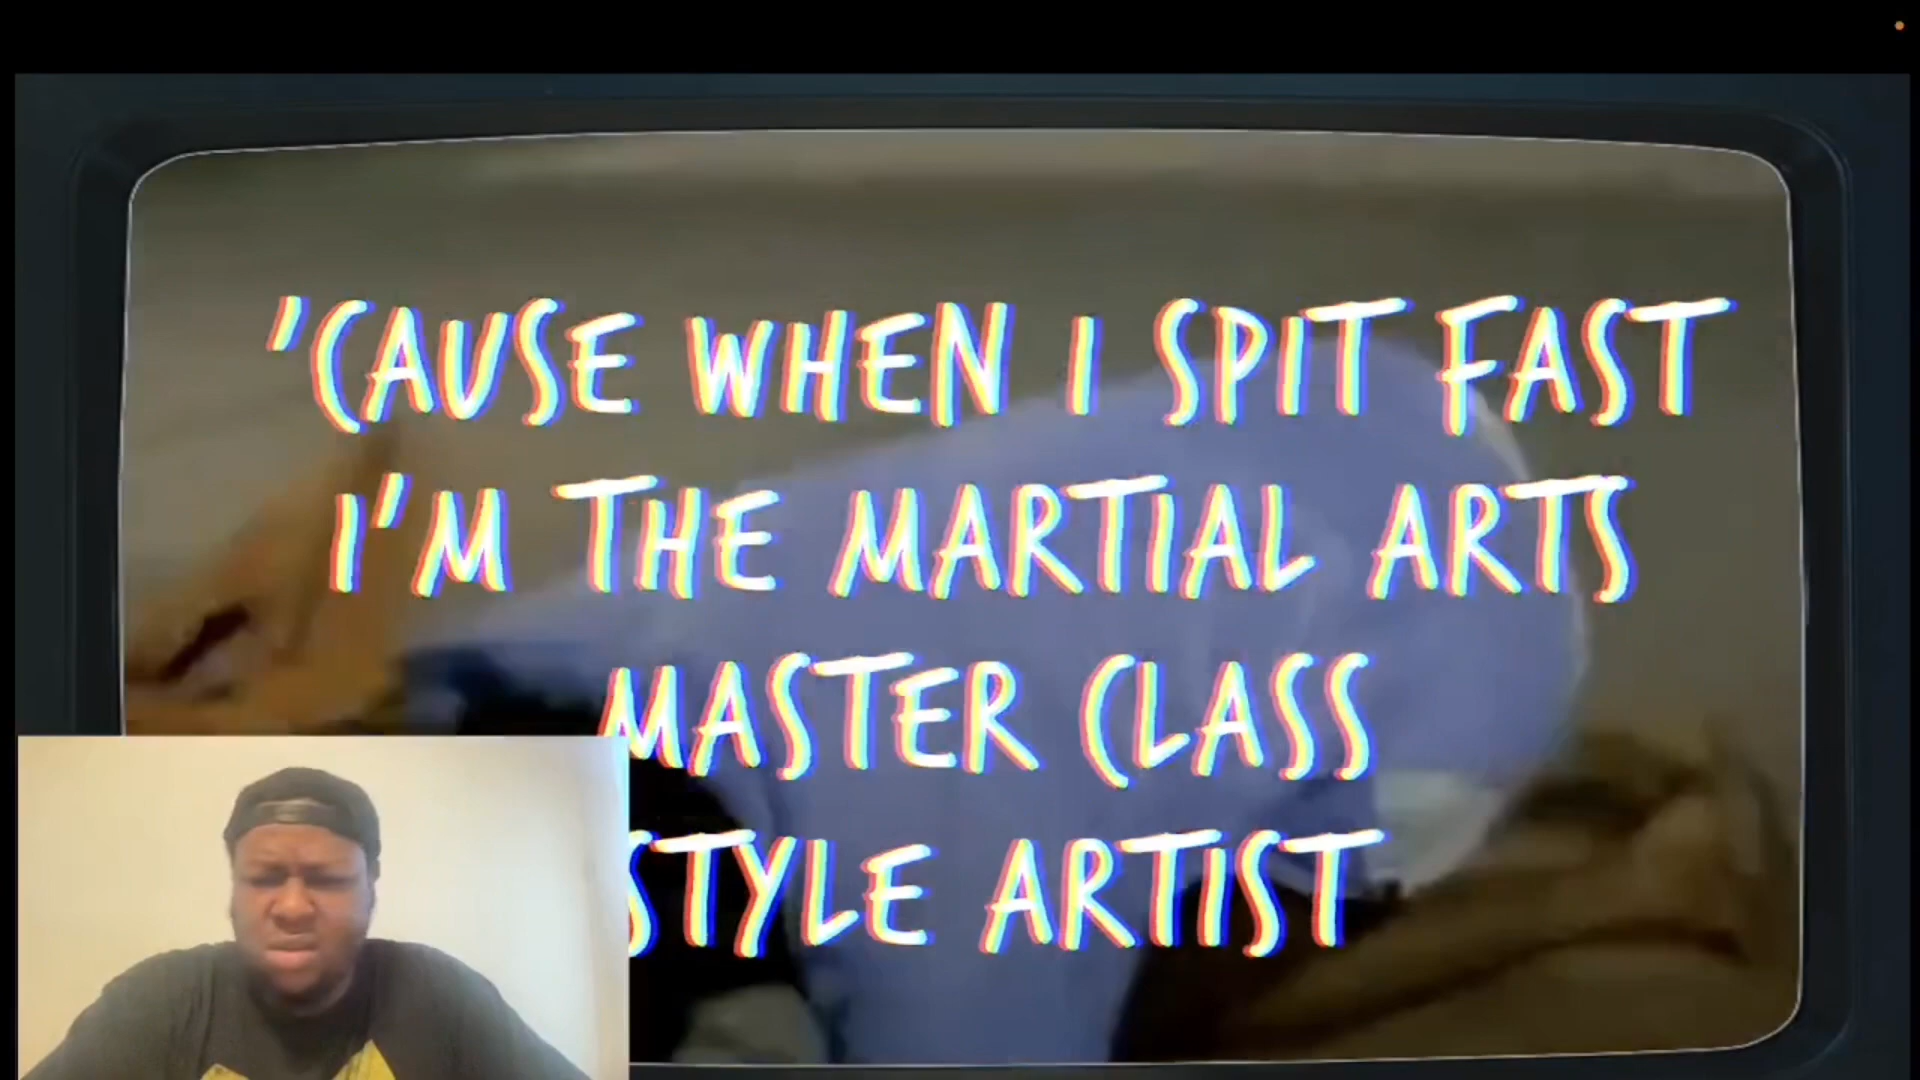 'CAUSE WHEN I SPIT FAST
I'M THE MARTIAL ARTS
MASTER CLASS
STYLE ARTIST